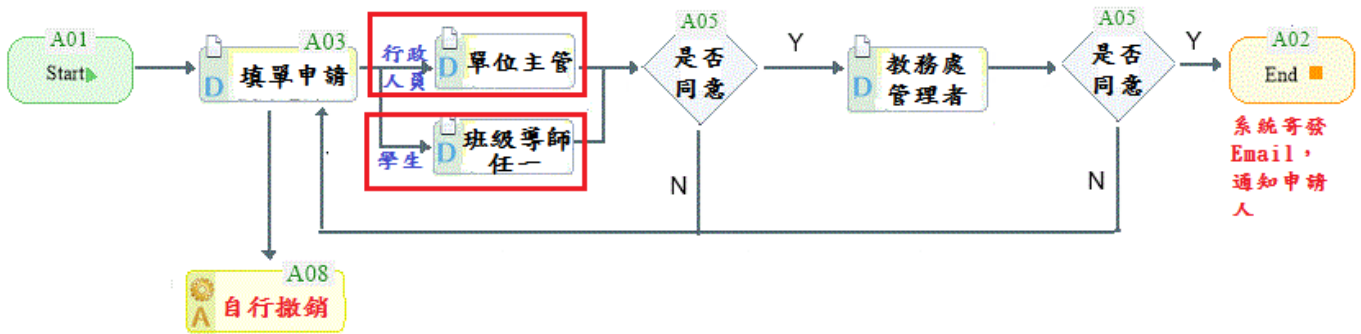 A01
Start
A03
D
填單申請
行政
人員
D
單位主管
學生
D
班級導師
任一
A05
是否
同意
Y
N
D
教務處
管理者
A05
是否
同意
Y
N
A02
End
系統寄發
Email，
通知申請
人
A08
A
自行撤銷